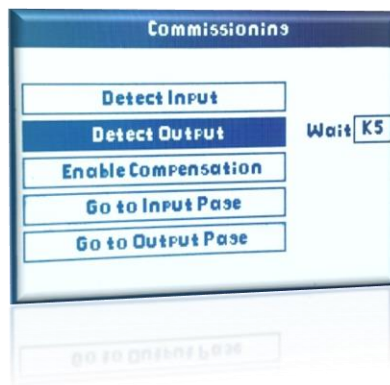 Commissioning
Detect Input
Detect Output
Wait K5
Enable Compensation
Go to Input Page
Go to Output Page